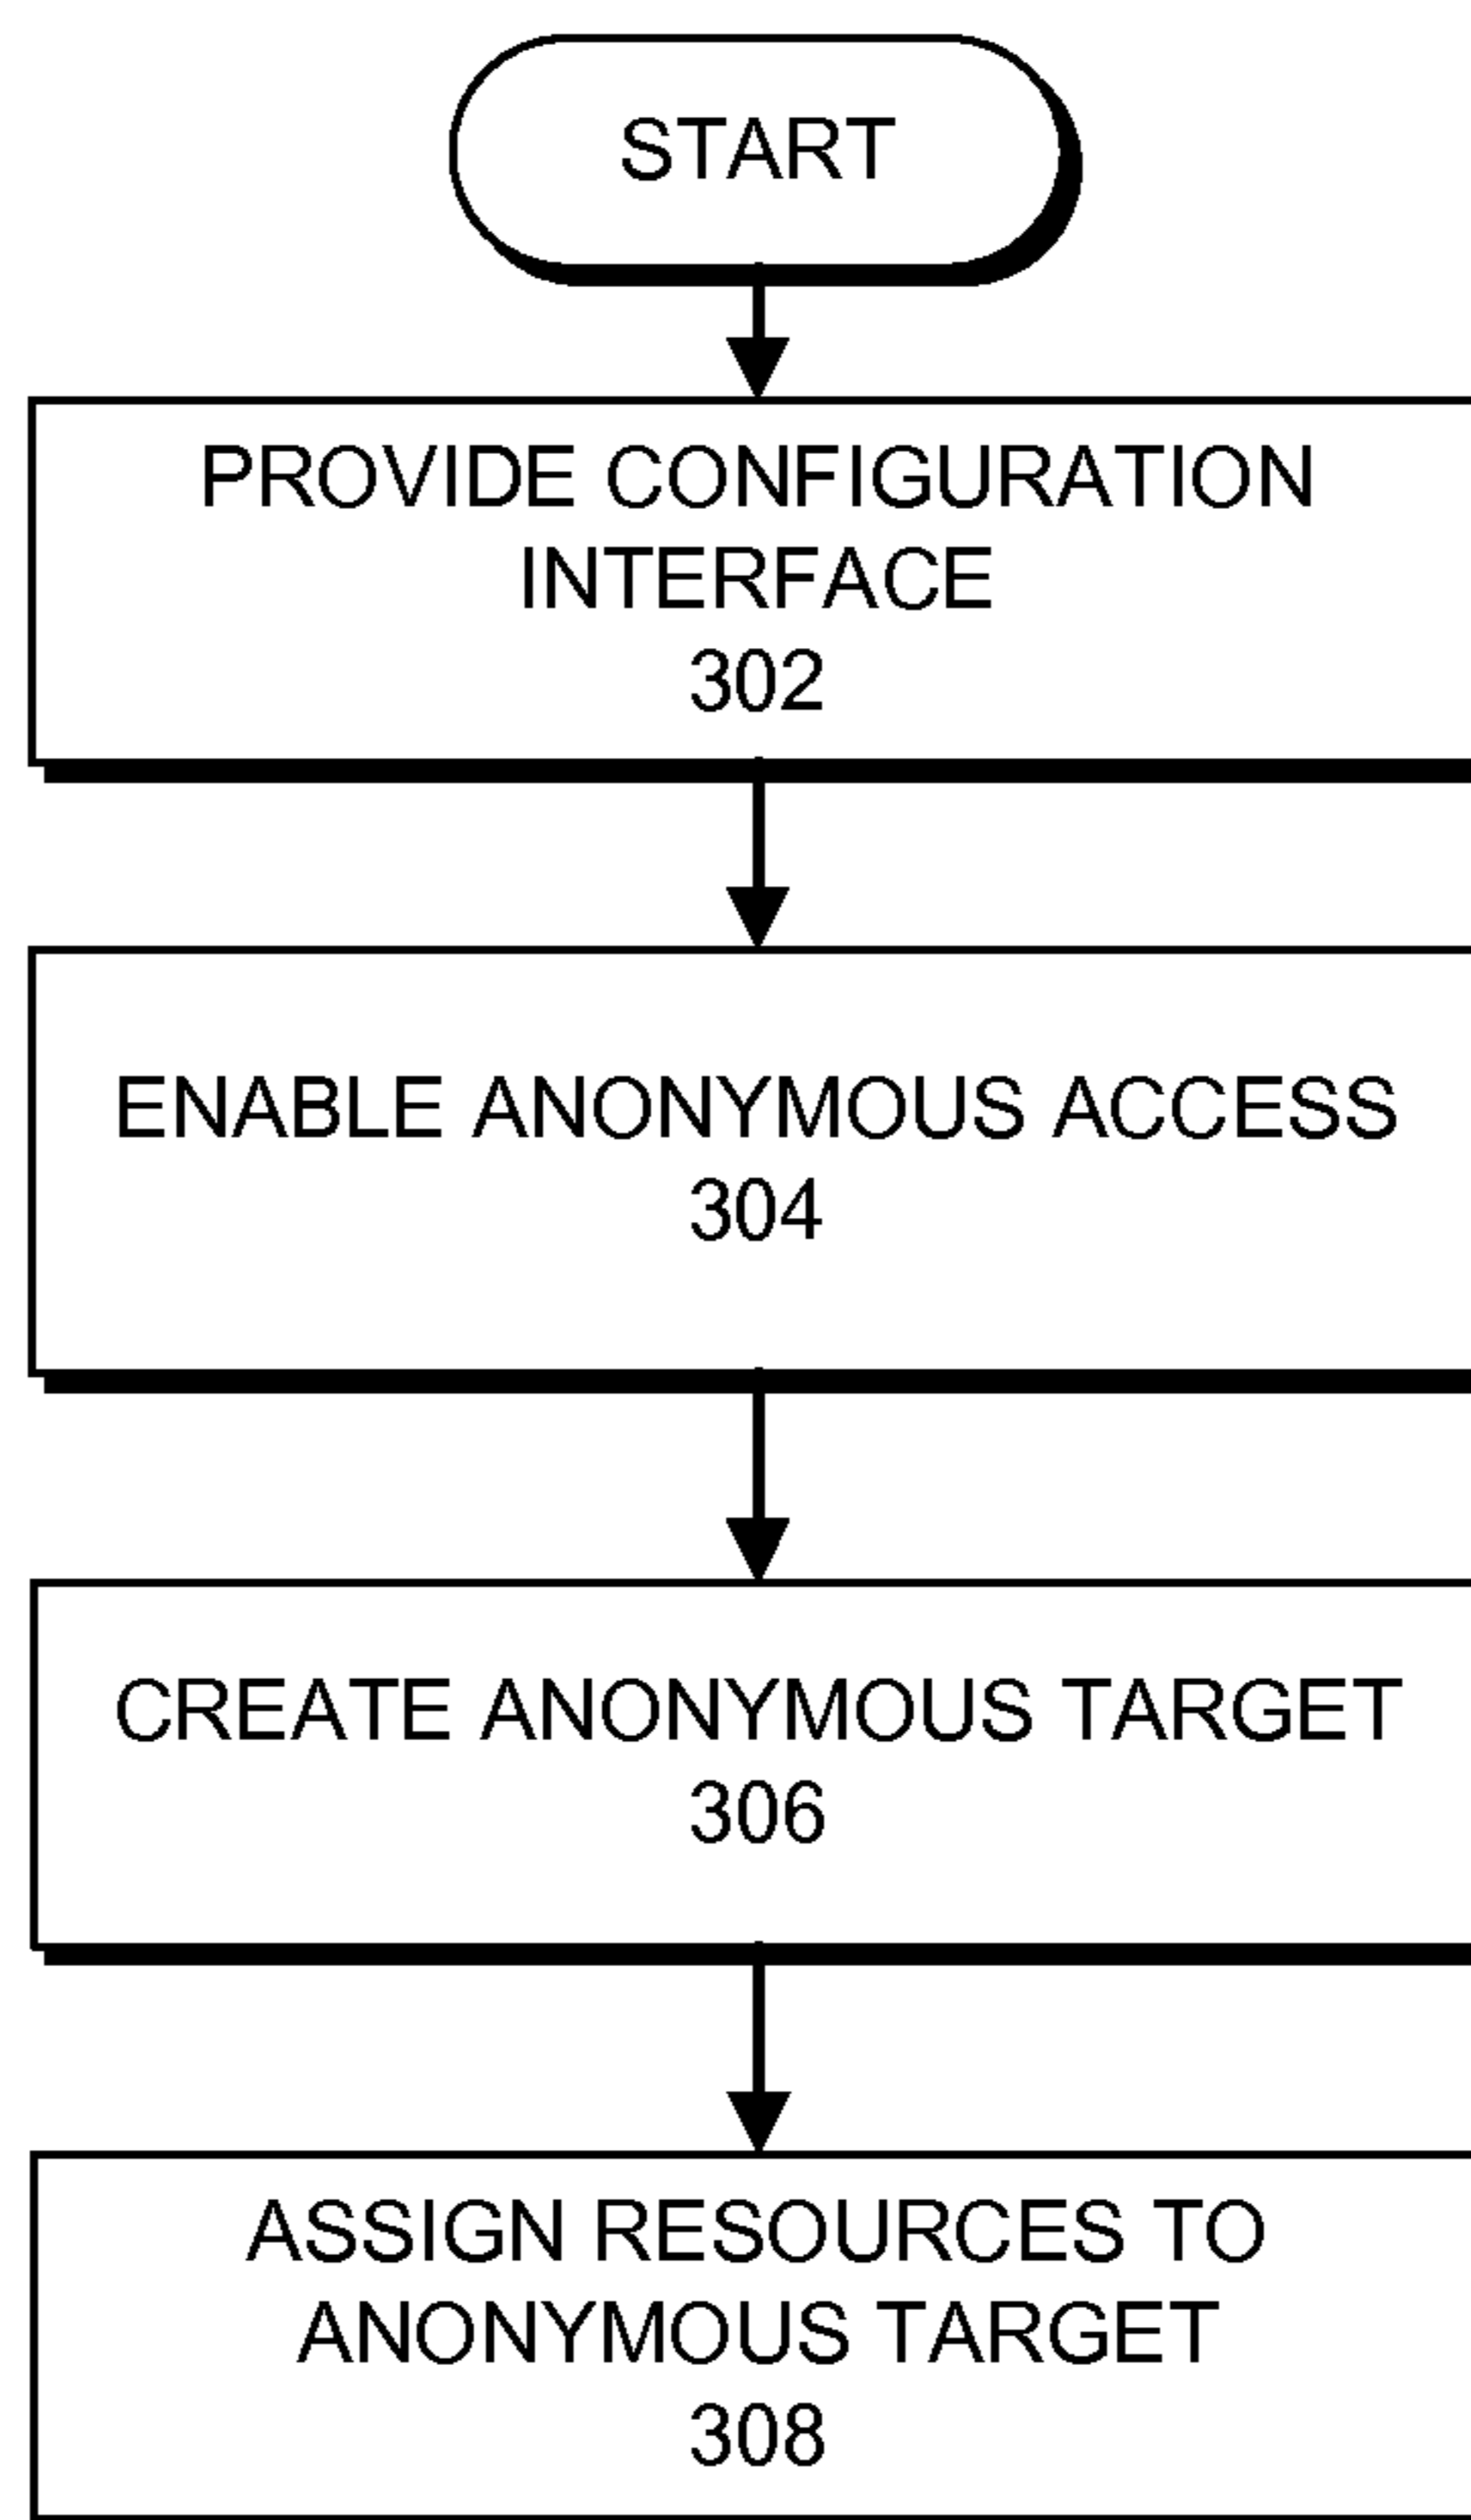 START
PROVIDE CONFIGURATION
INTERFACE
302
ENABLE ANONYMOUS ACCESS
304
CREATE ANONYMOUS TARGET
306
ASSIGN RESOURCES TO
ANONYMOUS TARGET
308